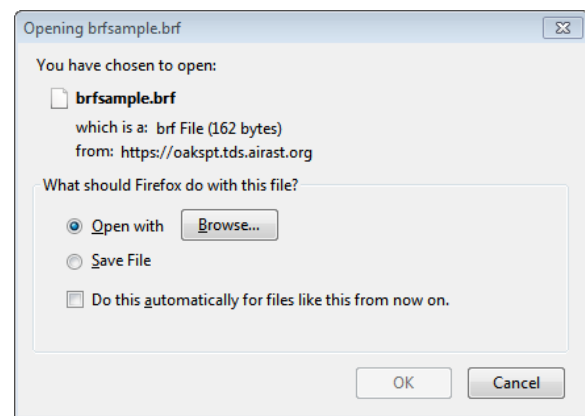 Opening brfsample.brf
You have chosen to open:
brfsample.brf
which is a: brf File (162 bytes)
from: https://oakspt.tds.airast.org
What should Firefox do with this file?
Open with Browse...
Save File
Do this automatically for files like this from now on.
OK Cancel